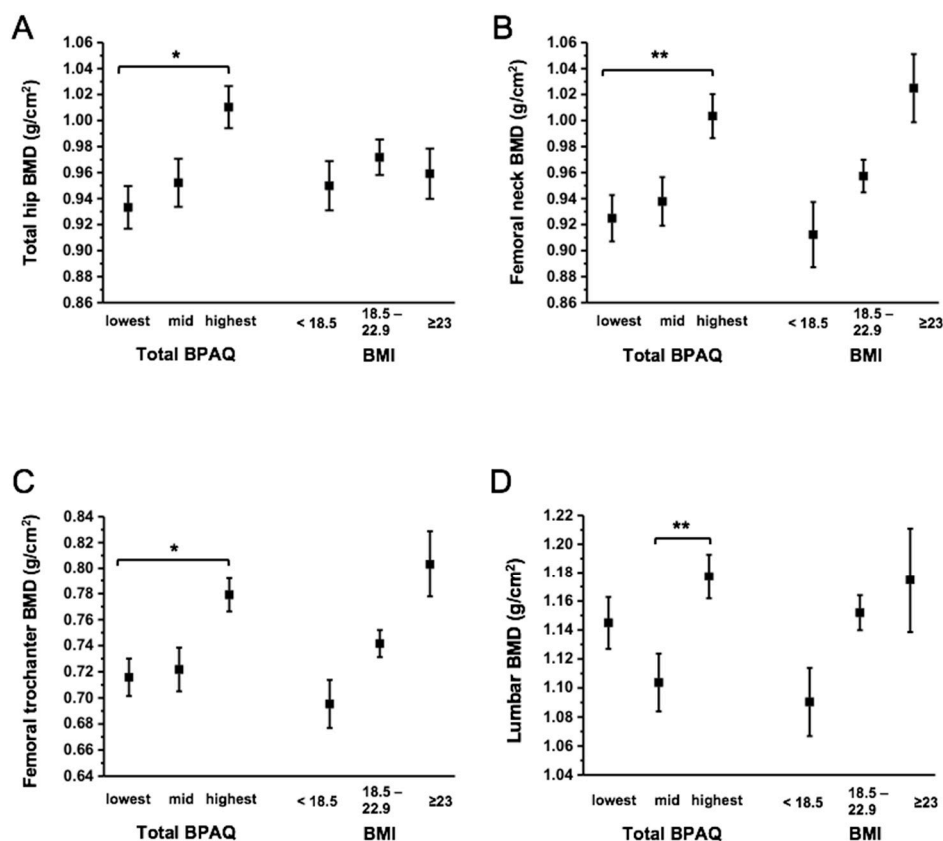 A
Total hip BMD (g/cm²)
1.06
1.04
1.02
1.00
0.98
0.96
0.94
0.92
0.90
0.88
0.86
*
lowest mid highest < 18.5 18.5 – 22.9 ≥23
Total BPAQ BMI
B
Femoral neck BMD (g/cm²)
1.06
1.04
1.02
1.00
0.98
0.96
0.94
0.92
0.90
0.88
0.86
**
lowest mid highest < 18.5 18.5 – 22.9 ≥23
Total BPAQ BMI
C
Femoral trochanter BMD (g/cm²)
0.84
0.82
0.80
0.78
0.76
0.74
0.72
0.70
0.68
0.66
0.64
*
lowest mid highest < 18.5 18.5 – 22.9 ≥23
Total BPAQ BMI
D
Lumbar BMD (g/cm²)
1.22
1.20
1.18
1.16
1.14
1.12
1.10
1.08
1.06
1.04
**
lowest mid highest < 18.5 18.5 – 22.9 ≥23
Total BPAQ BMI